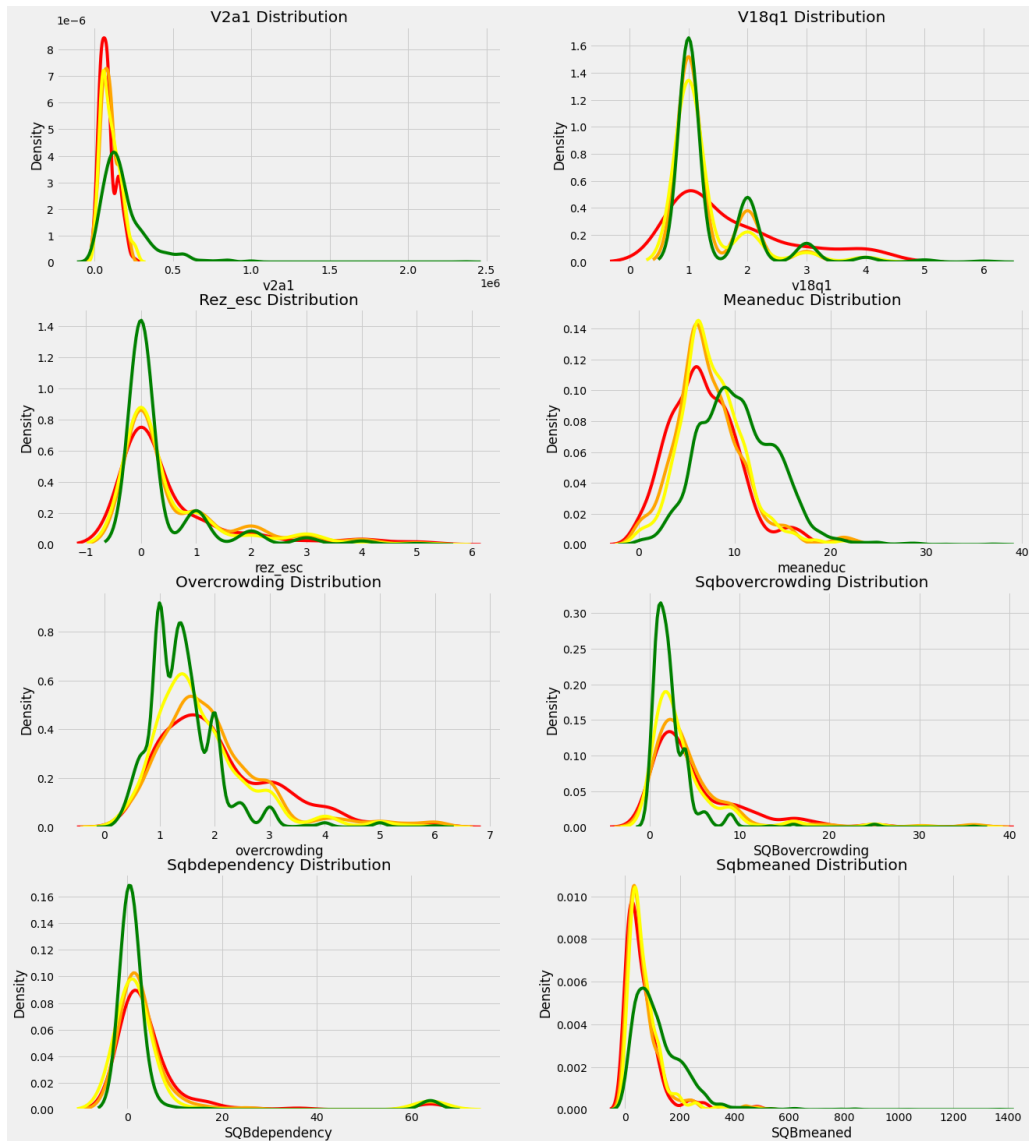 V2a1 Distribution
1e−6
Density
8
7
6
5
4
3
2
1
0
0.0 0.5 1.0 1.5 2.0 2.5
1e6
v2a1
V18q1 Distribution
Density
1.6
1.4
1.2
1.0
0.8
0.6
0.4
0.2
0.0
0 1 2 3 4 5 6
v18q1
Rez_esc Distribution
Density
1.4
1.2
1.0
0.8
0.6
0.4
0.2
0.0
−1 0 1 2 3 4 5 6
rez_esc
Meaneduc Distribution
Density
0.14
0.12
0.10
0.08
0.06
0.04
0.02
0.00
0 10 20 30 40
meaneduc
Overcrowding Distribution
Density
0.8
0.6
0.4
0.2
0.0
0 1 2 3 4 5 6 7
overcrowding
Sqbovercrowding Distribution
Density
0.30
0.25
0.20
0.15
0.10
0.05
0.00
0 10 20 30 40
SQBovercrowding
Sqbdependency Distribution
Density
0.16
0.14
0.12
0.10
0.08
0.06
0.04
0.02
0.00
0 20 40 60
SQBdependency
Sqbmeaned Distribution
Density
0.010
0.008
0.006
0.004
0.002
0.000
0 200 400 600 800 1000 1200 1400
SQBmeaned